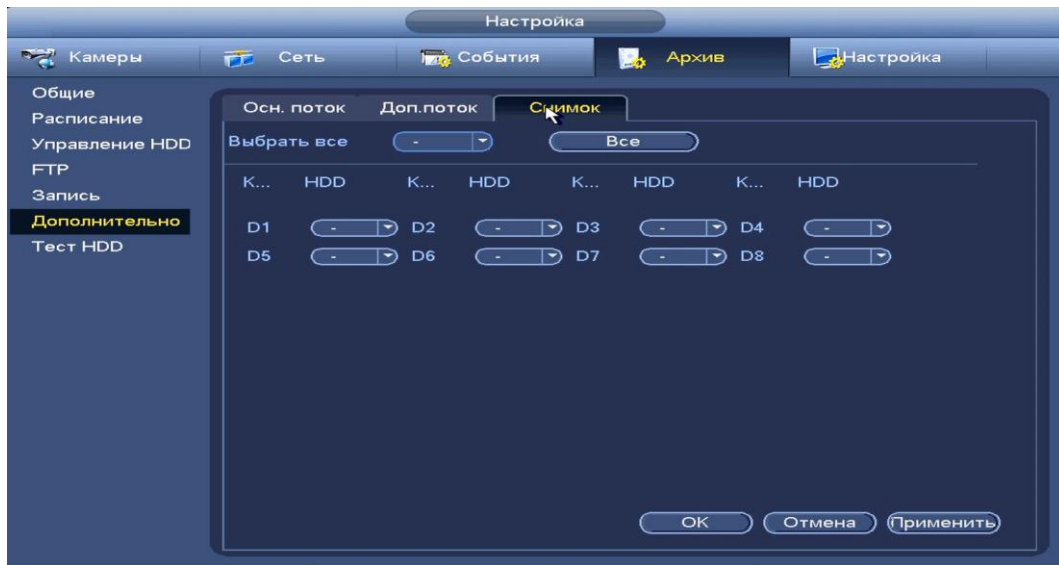 Настройка
Камеры Сеть События Архив Настройка
Общие
Расписание
Управление HDD
FTP
Запись
Дополнительно
Тест HDD
Осн. поток Доп.поток Снимок
Выбрать все - Все
К... HDD К... HDD К... HDD К... HDD
D1 - D2 - D3 - D4 -
D5 - D6 - D7 - D8 -
OK Отмена Применить